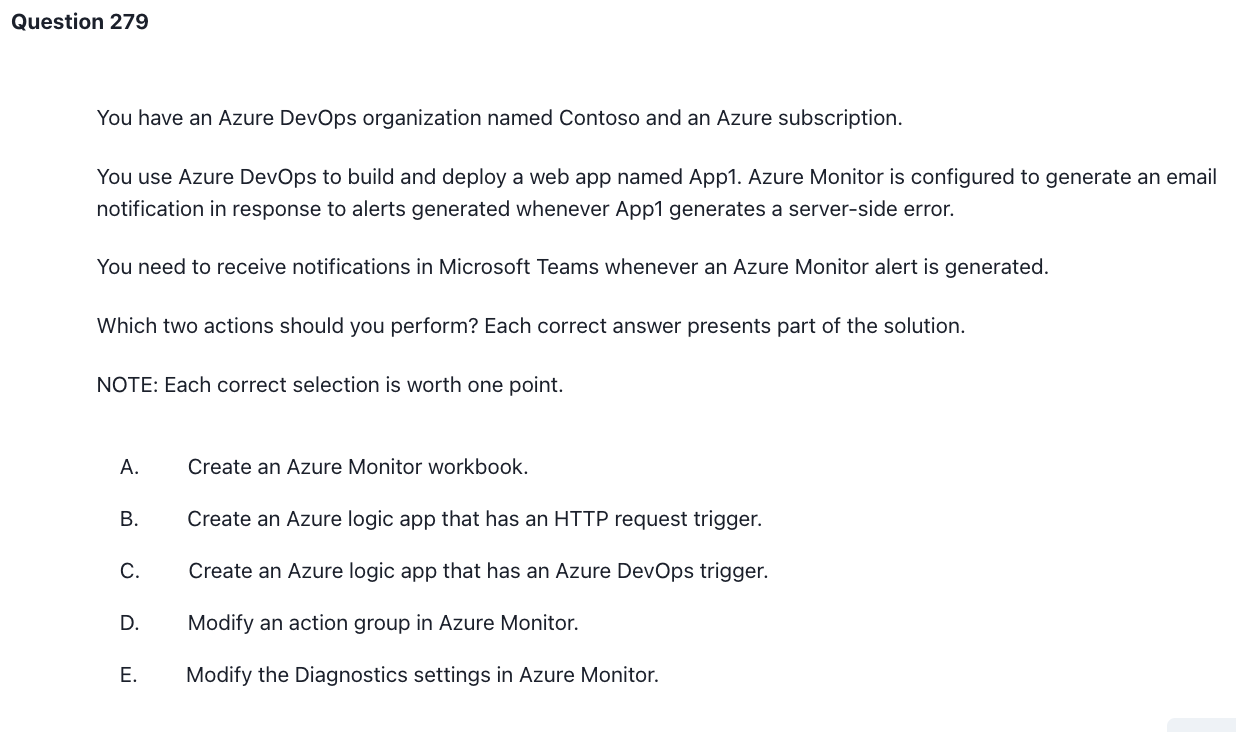 Question 279
You have an Azure DevOps organization named Contoso and an Azure subscription.
You use Azure DevOps to build and deploy a web app named App1. Azure Monitor is configured to generate an email
notification in response to alerts generated whenever App1 generates a server-side error.
You need to receive notifications in Microsoft Teams whenever an Azure Monitor alert is generated.
Which two actions should you perform? Each correct answer presents part of the solution.
NOTE: Each correct selection is worth one point.
A. Create an Azure Monitor workbook.
B. Create an Azure logic app that has an HTTP request trigger.
C. Create an Azure logic app that has an Azure DevOps trigger.
D. Modify an action group in Azure Monitor.
E. Modify the Diagnostics settings in Azure Monitor.